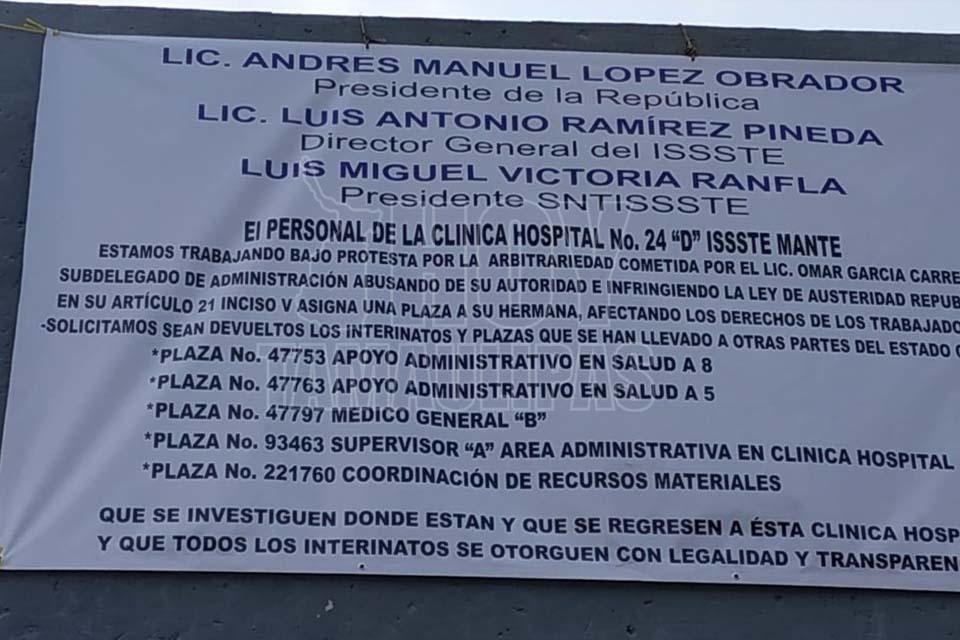 LIC. ANDRES MANUEL LOPEZ OBRADOR
Presidente de la República
LIC. LUIS ANTONIO RAMÍREZ PINEDA
Director General del ISSSTE
LUIS MIGUEL VICTORIA RANFLA
Presidente SNTISSSTE
El PERSONAL DE LA CLINICA HOSPITAL No. 24 "D" ISSSTE MANTE
ESTAMOS TRABAJANDO BAJO PROTESTA POR LA ARBITRARIEDAD COMETIDA POR EL LIC. OMAR GARCIA CARRE
SUBDELEGADO DE ADMINISTRACIÓN ABUSANDO DE SU AUTORIDAD E INFRINGIENDO LA LEY DE AUSTERIDAD REPUB
EN SU ARTÍCULO 21 INCISO V ASIGNA UNA PLAZA A SU HERMANA, AFECTANDO LOS DERECHOS DE LOS TRABAJADO
-SOLICITAMOS SEAN DEVUELTOS LOS INTERINATOS Y PLAZAS QUE SE HAN LLEVADO A OTRAS PARTES DEL ESTADO
*PLAZA No. 47753 APOYO ADMINISTRATIVO EN SALUD A 8
*PLAZA No. 47763 APOYO ADMINISTRATIVO EN SALUD A 5
*PLAZA No. 47797 MEDICO GENERAL "B"
*PLAZA No. 93463 SUPERVISOR "A" AREA ADMINISTRATIVA EN CLINICA HOSPITAL
*PLAZA No. 221760 COORDINACIÓN DE RECURSOS MATERIALES
QUE SE INVESTIGUEN DONDE ESTAN Y QUE SE REGRESEN A ÉSTA CLINICA HOSP
Y QUE TODOS LOS INTERINATOS SE OTORGUEN CON LEGALIDAD Y TRANSPAREN
HOY
TAMAULIPAS